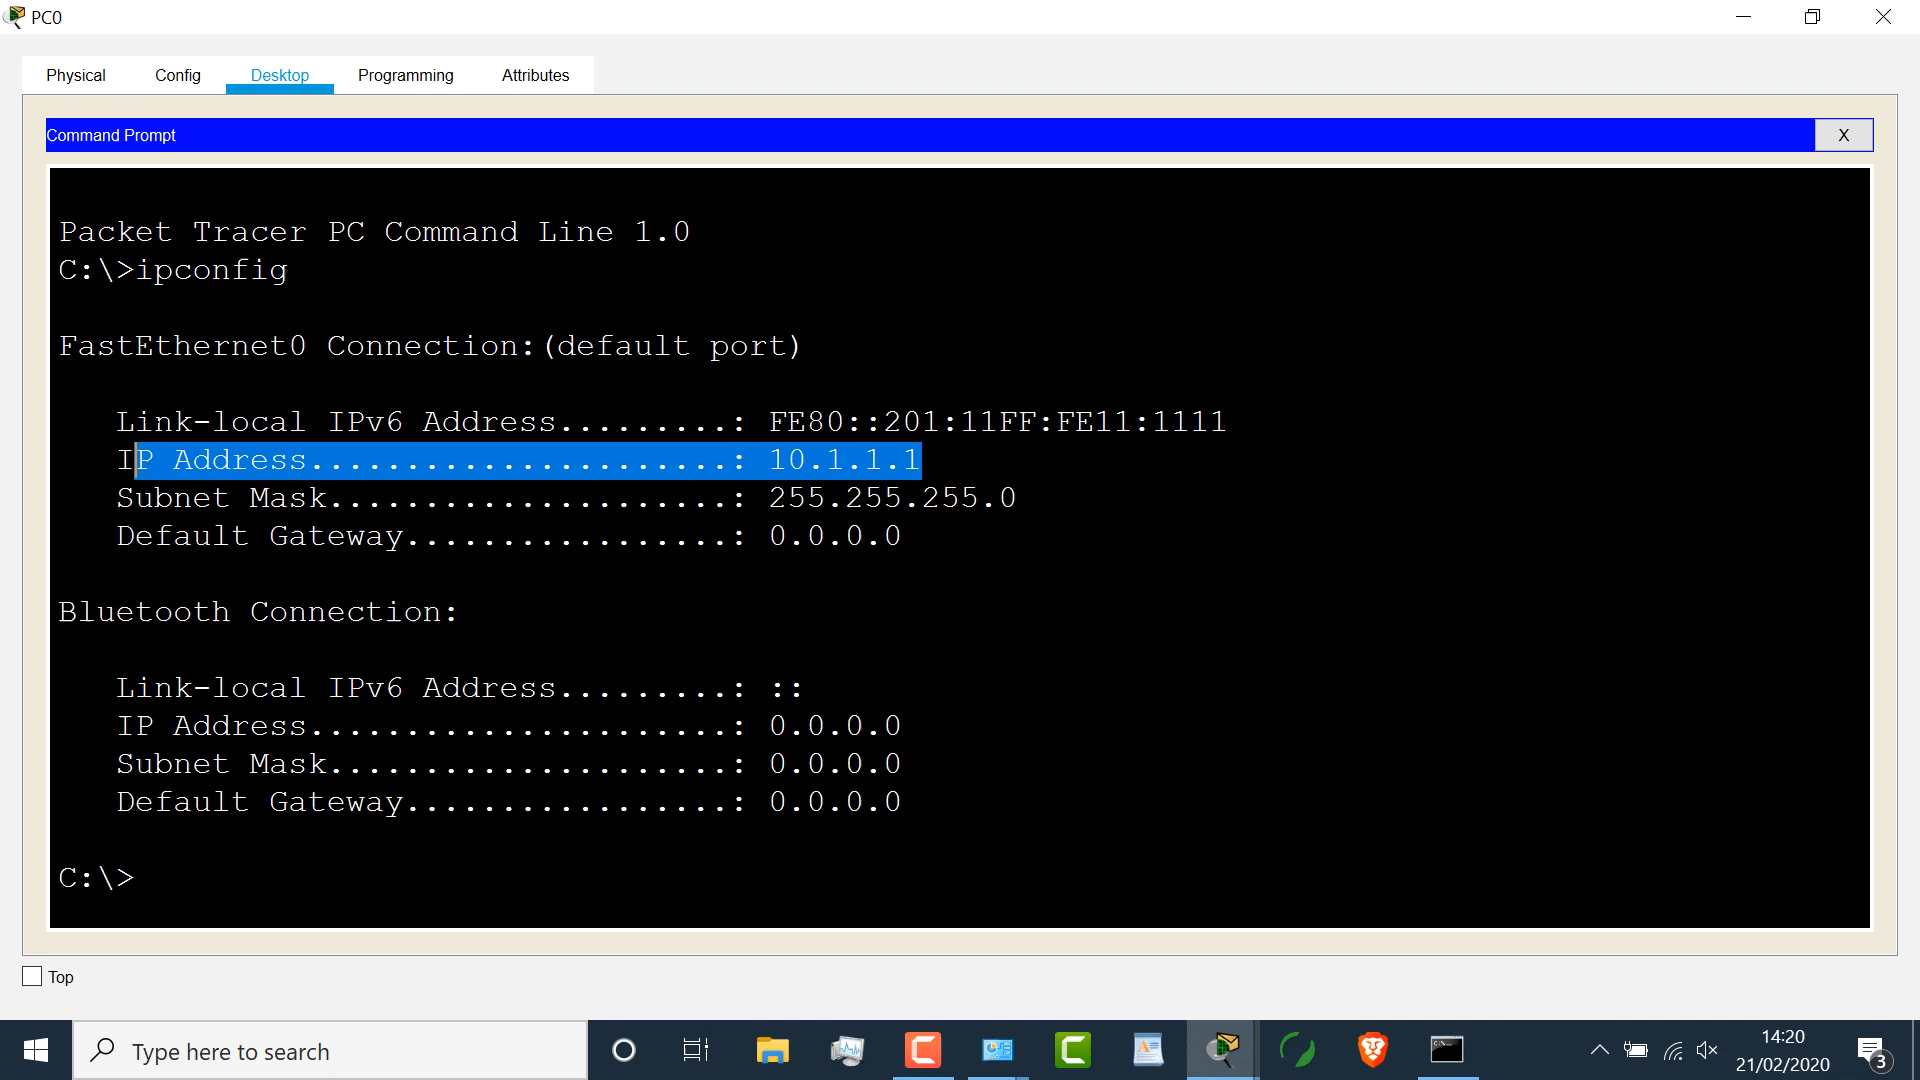 PC0
Physical Config Desktop Programming Attributes
Command Prompt X
Packet Tracer PC Command Line 1.0
C:\>ipconfig
FastEthernet0 Connection:(default port)
Link-local IPv6 Address.........: FE80::201:11FF:FE11:1111
IP Address......................: 10.1.1.1
Subnet Mask.....................: 255.255.255.0
Default Gateway.................: 0.0.0.0
Bluetooth Connection:
Link-local IPv6 Address.........: ::
IP Address......................: 0.0.0.0
Subnet Mask.....................: 0.0.0.0
Default Gateway.................: 0.0.0.0
C:\>
Top
Type here to search
14:20
21/02/2020
3